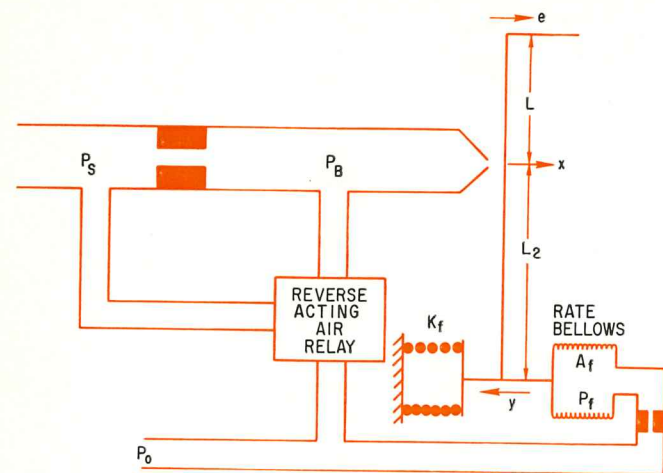 e
L
P_S
P_B
x
L_2
REVERSE
ACTING
AIR
RELAY
K_f
RATE
BELLOWS
A_f
P_f
y
P_o